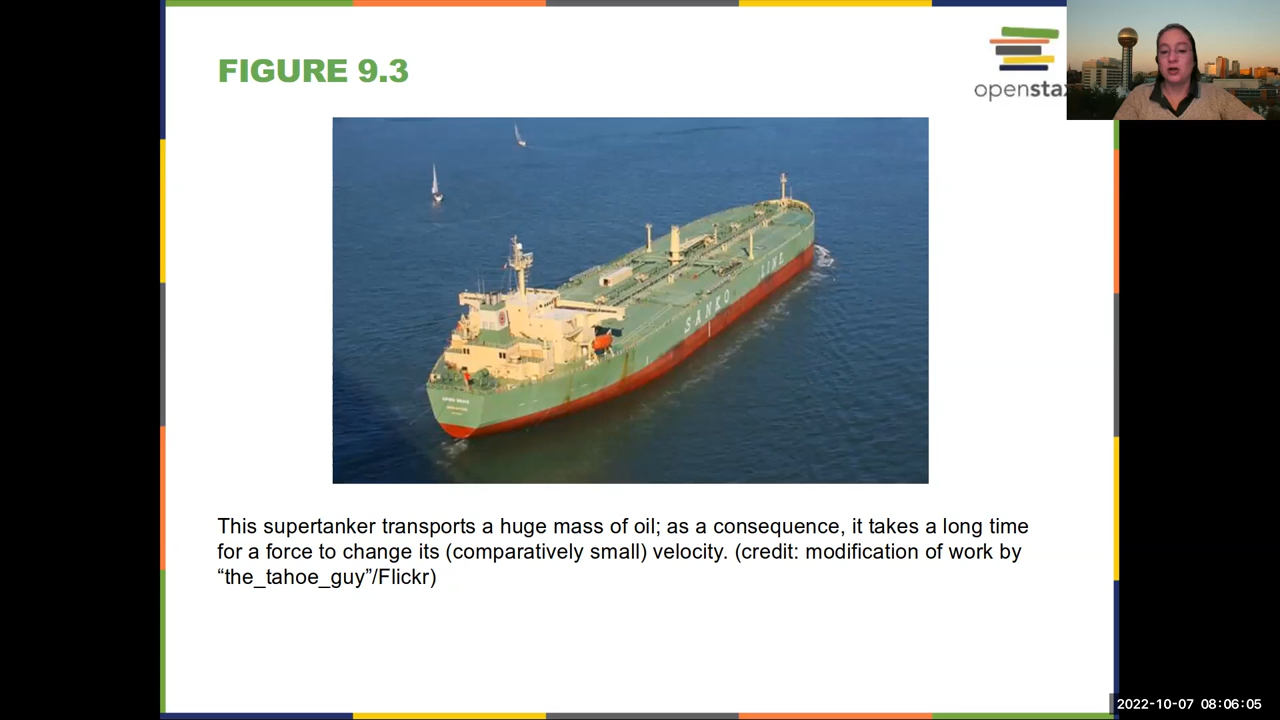 FIGURE 9.3
openstax
SANKO LINE
This supertanker transports a huge mass of oil; as a consequence, it takes a long time
for a force to change its (comparatively small) velocity. (credit: modification of work by
“the_tahoe_guy”/Flickr)
2022-10-07 08:06:05